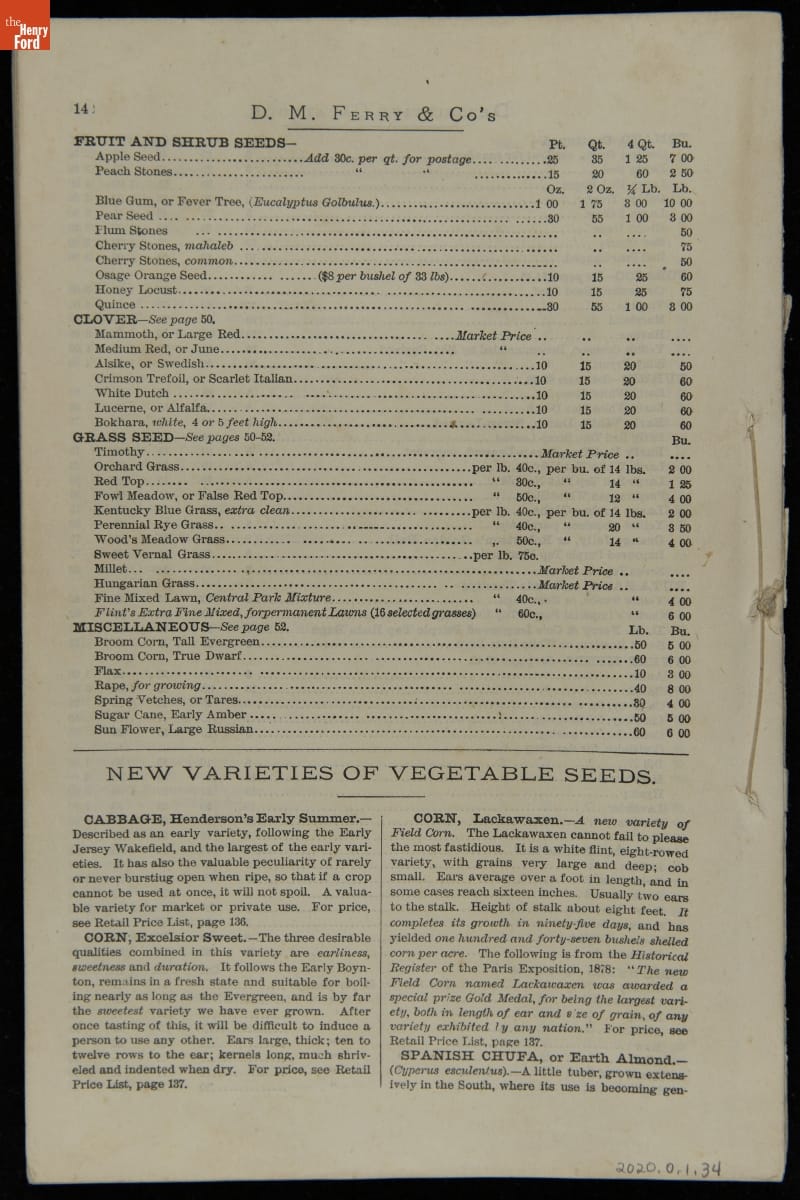 the
Henry
Ford
14
D. M. FERRY & Co's
FRUIT AND SHRUB SEEDS— Pt. Qt. 4 Qt. Bu.
Apple Seed....................Add 30c. per qt. for postage..............25 35 1 25 7 00
Peach Stones................... “ “ ..............15 20 60 2 50
Oz. 2 Oz. ¼ Lb. Lb.
Blue Gum, or Fever Tree, (Eucalyptus Golbulus.)..................1 00 1 75 3 00 10 00
Pear Seed ..................30 55 1 00 3 00
Plum Stones .................. .. .... 50
Cherry Stones, mahaleb .................. .. .... 75
Cherry Stones, common.................. .. .... 50
Osage Orange Seed..................($8 per bushel of 33 lbs)............10 15 25 60
Honey Locust..................10 15 25 75
Quince ..................30 55 1 00 3 00
CLOVER—See page 50.
Mammoth, or Large Red..................Market Price .. .. .. ....
Medium Red, or June.................. “ .. .. .. ....
Alsike, or Swedish..................10 15 20 50
Crimson Trefoil, or Scarlet Italian..................10 15 20 60
White Dutch ..................10 15 20 60
Lucerne, or Alfalfa..................10 15 20 60
Bokhara, white, 4 or 5 feet high..................10 15 20 60
GRASS SEED—See pages 50-52. Bu.
Timothy..................Market Price .. ....
Orchard Grass..................per lb. 40c., per bu. of 14 lbs. 2 00
Red Top.................. “ 30c., “ 14 “ 1 25
Fowl Meadow, or False Red Top.................. “ 50c., “ 12 “ 4 00
Kentucky Blue Grass, extra clean..................per lb. 40c., per bu. of 14 lbs. 2 00
Perennial Rye Grass.................. “ 40c., “ 20 “ 3 50
Wood's Meadow Grass.................. „ 50c., “ 14 “ 4 00
Sweet Vernal Grass..................per lb. 75c.
Millet..................Market Price .. ....
Hungarian Grass..................Market Price .. ....
Fine Mixed Lawn, Central Park Mixture.................. “ 40c., “ 4 00
Flint's Extra Fine Mixed, for permanent Lawns (16 selected grasses) “ 60c., “ 6 00
MISCELLANEOUS—See page 52. Lb. Bu.
Broom Corn, Tall Evergreen..................50 5 00
Broom Corn, True Dwarf..................60 6 00
Flax..................10 3 00
Rape, for growing..................40 8 00
Spring Vetches, or Tares..................30 4 00
Sugar Cane, Early Amber ..................50 5 00
Sun Flower, Large Russian..................60 6 00
NEW VARIETIES OF VEGETABLE SEEDS.
CABBAGE, Henderson's Early Summer.—
Described as an early variety, following the Early
Jersey Wakefield, and the largest of the early vari-
eties. It has also the valuable peculiarity of rarely
or never burstiug open when ripe, so that if a crop
cannot be used at once, it will not spoil. A valua-
ble variety for market or private use. For price,
see Retail Price List, page 136.
CORN, Excelsior Sweet.—The three desirable
qualities combined in this variety are earliness,
sweetness and duration. It follows the Early Boyn-
ton, remains in a fresh state and suitable for boil-
ing nearly as long as the Evergreen, and is by far
the sweetest variety we have ever grown. After
once tasting of this, it will be difficult to induce a
person to use any other. Ears large, thick; ten to
twelve rows to the ear; kernels long, much shriv-
eled and indented when dry. For price, see Retail
Price List, page 137.
CORN, Lackawaxen.—A new variety of
Field Corn. The Lackawaxen cannot fail to please
the most fastidious. It is a white flint, eight-rowed
variety, with grains very large and deep; cob
small. Ears average over a foot in length, and in
some cases reach sixteen inches. Usually two ears
to the stalk. Height of stalk about eight feet. It
completes its growth in ninety-five days, and has
yielded one hundred and forty-seven bushels shelled
corn per acre. The following is from the Historical
Register of the Paris Exposition, 1878: “The new
Field Corn named Lackawaxen was awarded a
special prize Gold Medal, for being the largest vari-
ety, both in length of ear and size of grain, of any
variety exhibited by any nation.” For price, see
Retail Price List, page 137.
SPANISH CHUFA, or Earth Almond.—
(Cyperus esculentus).—A little tuber, grown extens-
ively in the South, where its use is becoming gen-
2020.0.1.34